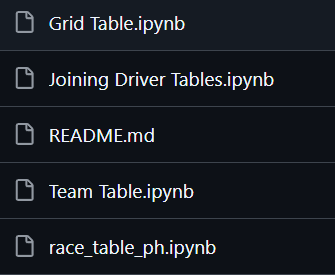 Grid Table.ipynb
Joining Driver Tables.ipynb
README.md
Team Table.ipynb
race_table_ph.ipynb